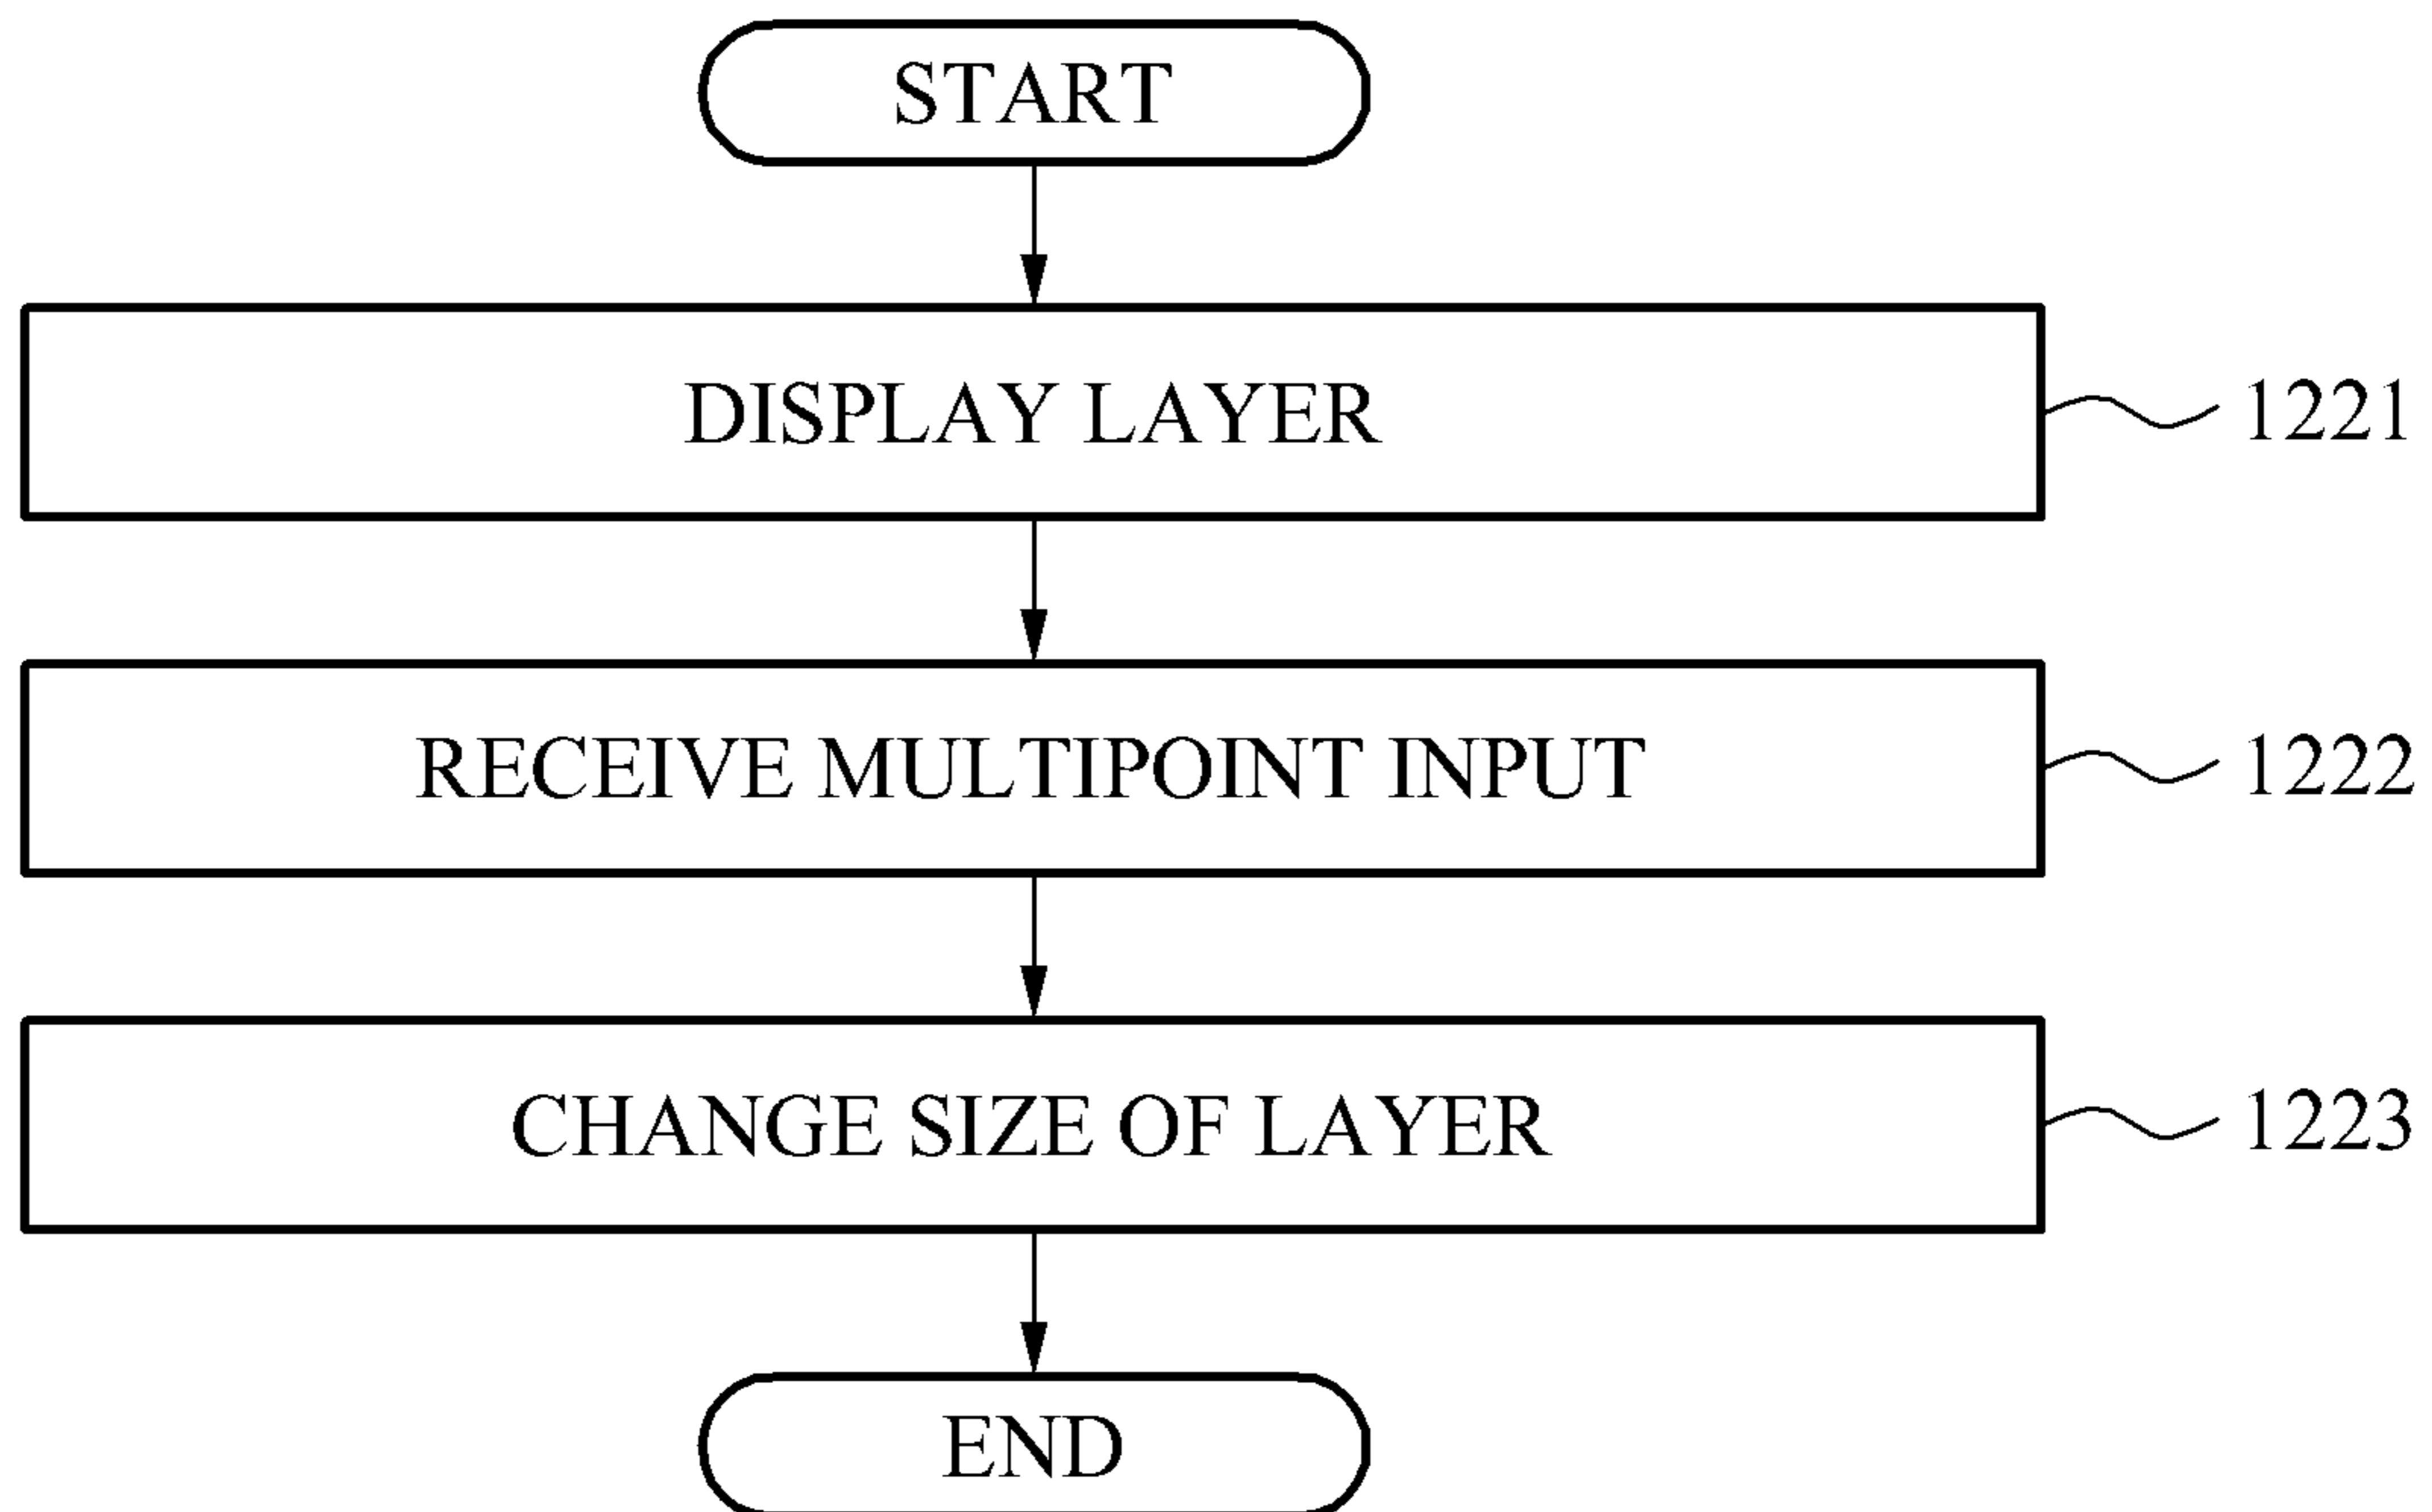 START
DISPLAY LAYER
1221
RECEIVE MULTIPOINT INPUT
1222
CHANGE SIZE OF LAYER
1223
END